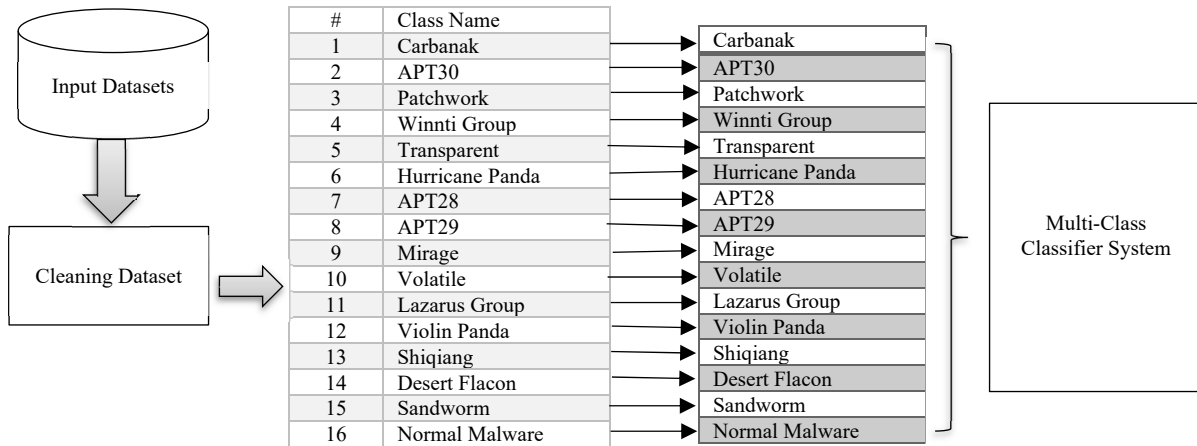 Input Datasets
Cleaning Dataset
# Class Name
1 Carbanak
2 APT30
3 Patchwork
4 Winnti Group
5 Transparent
6 Hurricane Panda
7 APT28
8 APT29
9 Mirage
10 Volatile
11 Lazarus Group
12 Violin Panda
13 Shiqiang
14 Desert Flacon
15 Sandworm
16 Normal Malware
Carbanak
APT30
Patchwork
Winnti Group
Transparent
Hurricane Panda
APT28
APT29
Mirage
Volatile
Lazarus Group
Violin Panda
Shiqiang
Desert Flacon
Sandworm
Normal Malware
Multi-Class
Classifier System